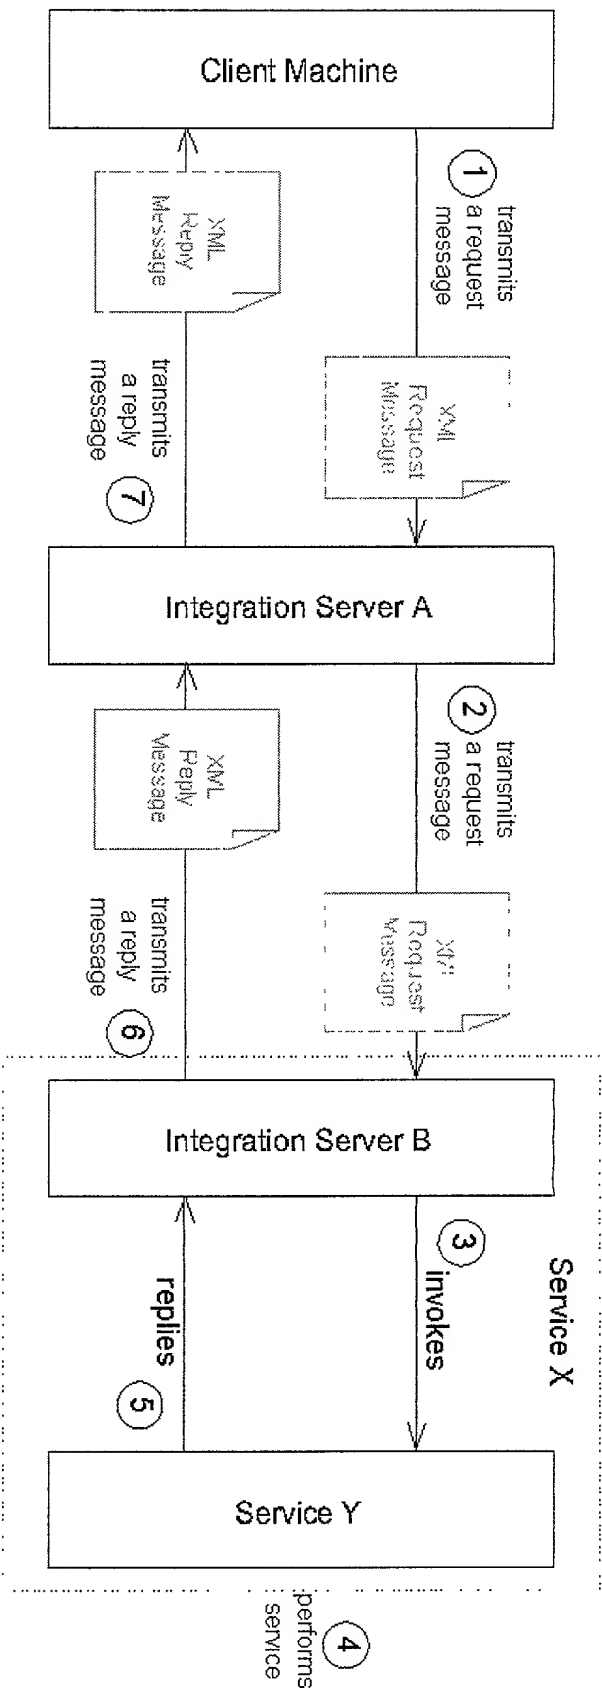 Client Machine
1
transmits
a request
message
XML
Request
Message
XML
Reply
Message
transmits
a reply
message
7
Integration Server A
2
transmits
a request
message
XML
Request
Message
XML
Reply
Message
transmits
a reply
message
6
Integration Server B
Service X
3
invokes
replies
5
Service Y
4
performs
service